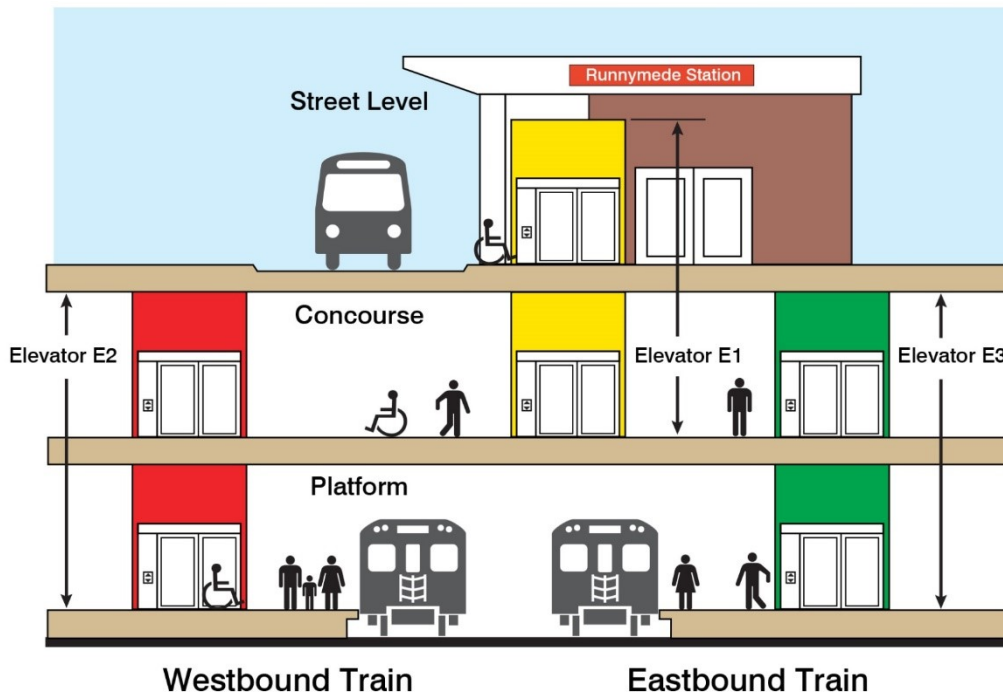 Runnymede Station
Street Level
Concourse
Elevator E2
Elevator E1
Elevator E3
Platform
Westbound Train
Eastbound Train